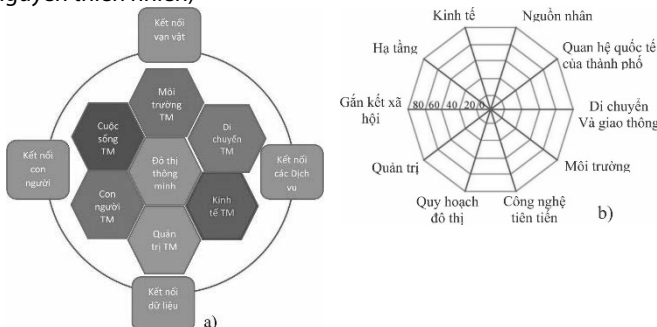 nguyên thiên nhiên)
Kết nối
vạn vật
Môi
trường
TM
Cuộc
sống
TM
Di
chuyển
TM
Đô thị
thông
minh
Kết nối
con
người
Kết nối
các Dịch
vụ
Con
người
TM
Kinh
tế TM
Quản
trị TM
Kết nối
dữ liệu
a)
Kinh tế
Nguồn nhân
Hạ tầng
Quan hệ quốc tế
của thành phố
Gắn kết xã
hội
80 60 40 20 0
Di chuyển
Và giao thông
Quản trị
Môi trường
Quy hoạch
đô thị
Công nghệ
tiên tiến
b)